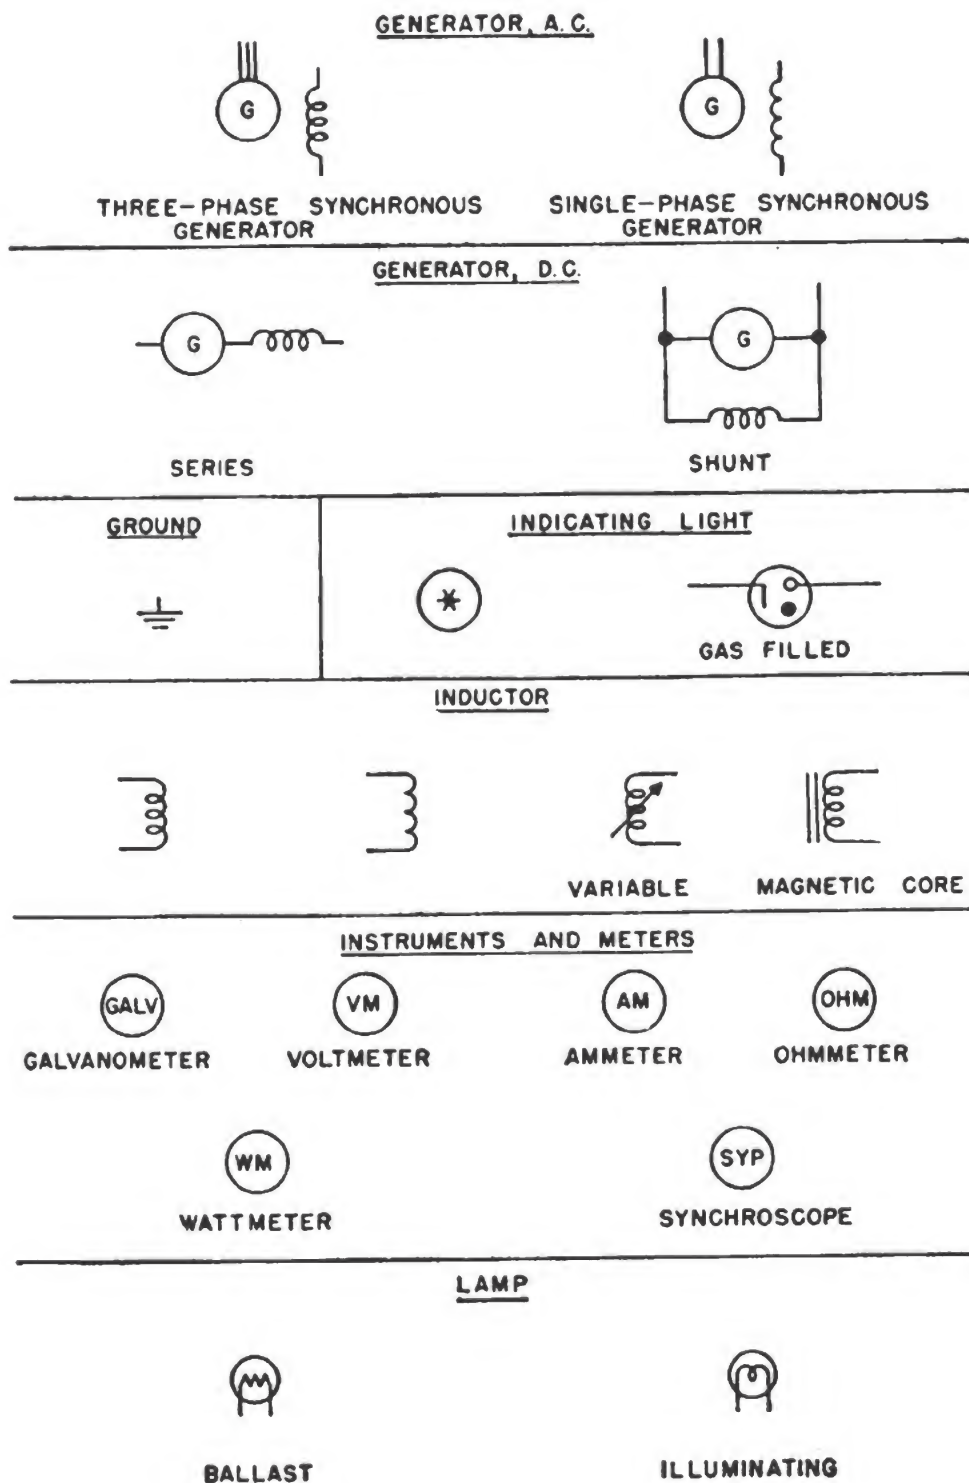 GENERATOR, A.C.
G
G
THREE-PHASE SYNCHRONOUS
GENERATOR
SINGLE-PHASE SYNCHRONOUS
GENERATOR
GENERATOR, D.C.
G
G
SERIES
SHUNT
GROUND
INDICATING LIGHT
GAS FILLED
INDUCTOR
VARIABLE
MAGNETIC CORE
INSTRUMENTS AND METERS
GALV
VM
AM
OHM
GALVANOMETER
VOLTMETER
AMMETER
OHMMETER
WM
SYP
WATTMETER
SYNCHROSCOPE
LAMP
BALLAST
ILLUMINATING